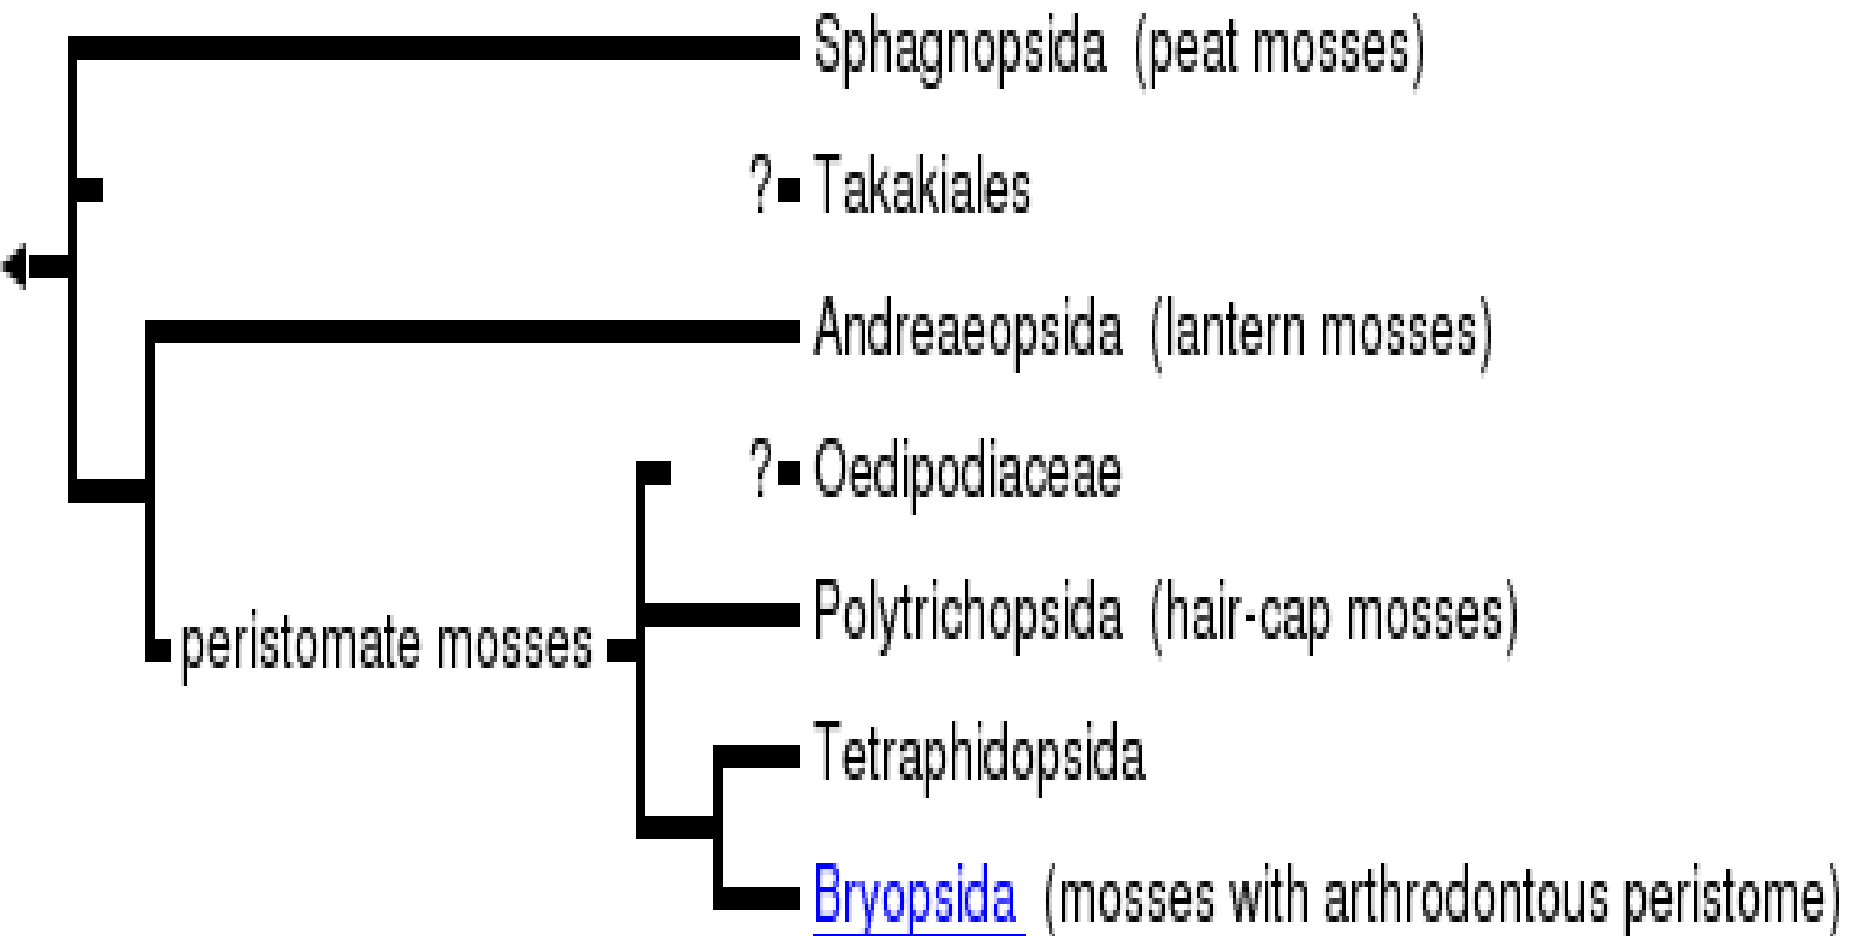 Sphagnopsida (peat mosses)
? Takakiales
Andreaeopsida (lantern mosses)
? Oedipodiaceae
Polytrichopsida (hair-cap mosses)
peristomate mosses
Tetraphidopsida
Bryopsida (mosses with arthrodontous peristome)